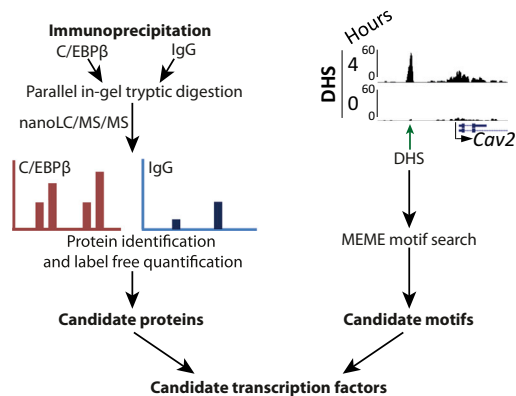 Immunoprecipitation
C/EBPβ IgG
Parallel in-gel tryptic digestion
nanoLC/MS/MS
C/EBPβ IgG
Protein identification
and label free quantification
Candidate proteins
Hours
DHS
4
60
0
0
60
0
Cav2
DHS
MEME motif search
Candidate motifs
Candidate transcription factors